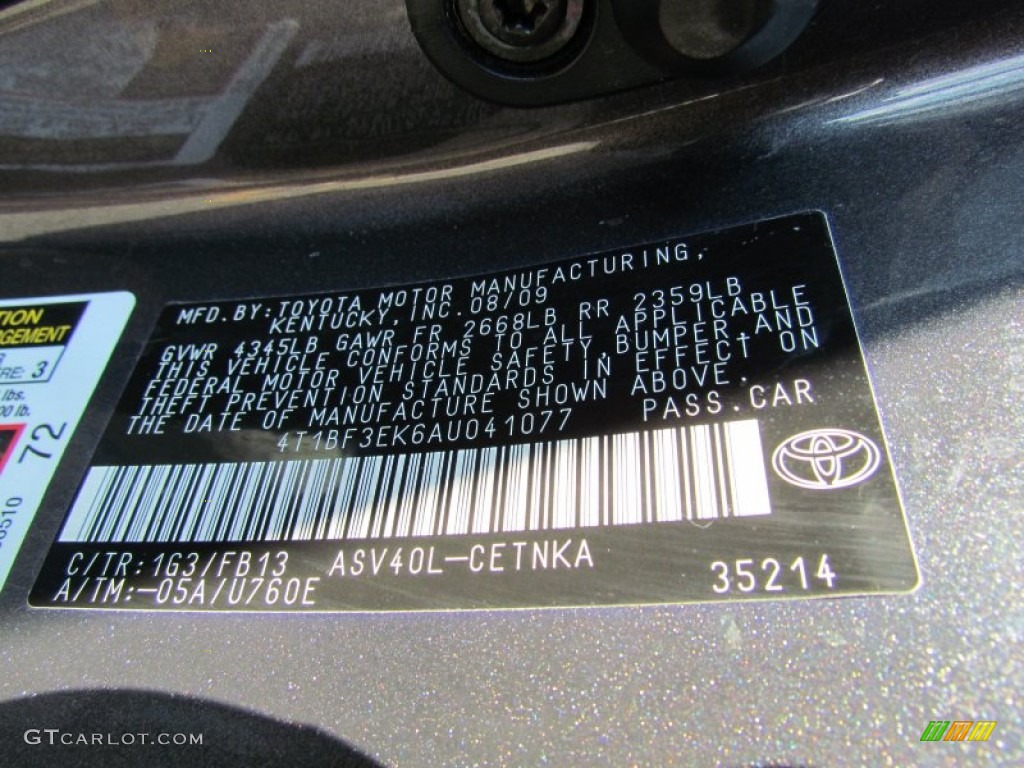 MFD.BY: TOYOTA MOTOR MANUFACTURING,
KENTUCKY, INC. 08/09
GVWR 4345LB GAWR FR 2668LB RR 2359LB
THIS VEHICLE CONFORMS TO ALL APPLICABLE
FEDERAL MOTOR VEHICLE SAFETY, BUMPER, AND
THEFT PREVENTION STANDARDS IN EFFECT ON
THE DATE OF MANUFACTURE SHOWN ABOVE.
4T1BF3EK6AU041077 PASS.CAR
C/TR:1G3/FB13 ASV40L-CETNKA
A/TM:-05A/U760E 35214
3
lbs.
72
GTCARLOT.COM